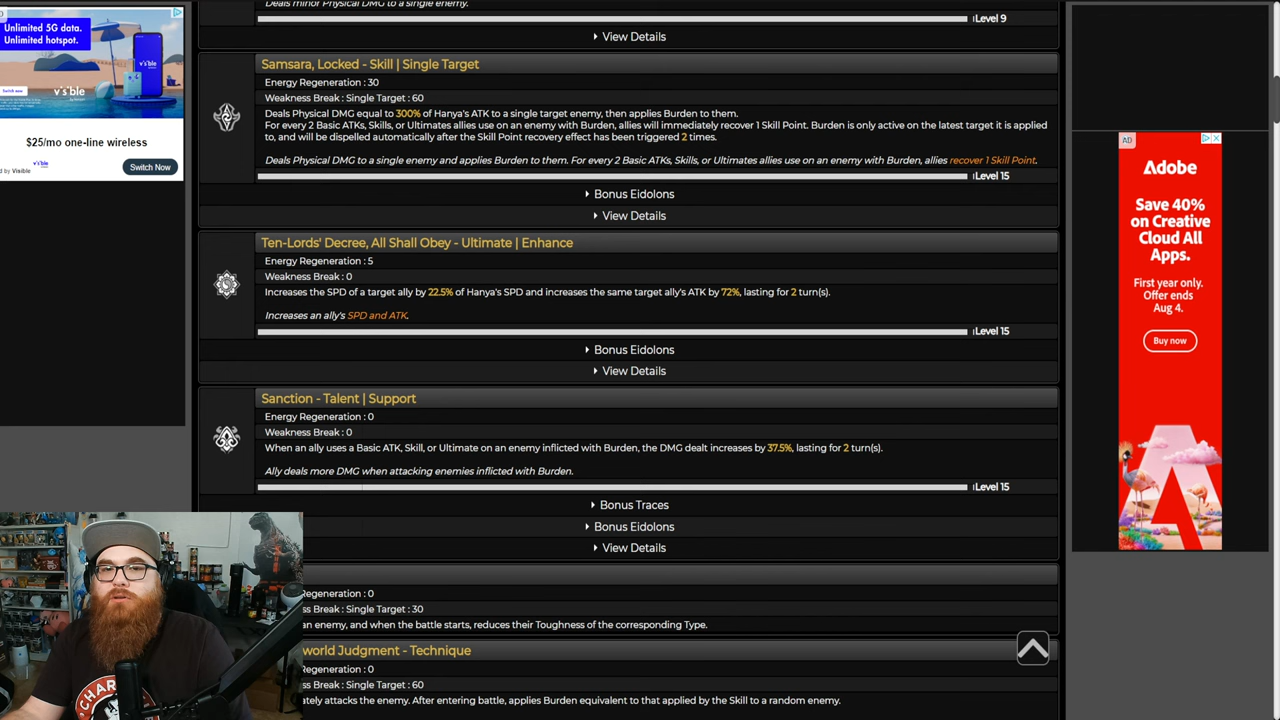 Deals minor Physical DMG to a single enemy.
Level 9
View Details
Samsara, Locked - Skill | Single Target
Energy Regeneration : 30
Weakness Break : Single Target : 60
Deals Physical DMG equal to 300% of Hanya's ATK to a single target enemy, then applies Burden to them.
For every 2 Basic ATKs, Skills, or Ultimates allies use on an enemy with Burden, allies will immediately recover 1 Skill Point. Burden is only active on the latest target it is applied
to, and will be dispelled automatically after the Skill Point recovery effect has been triggered 2 times.
Deals Physical DMG to a single enemy and applies Burden to them. For every 2 Basic ATKs, Skills, or Ultimates allies use on an enemy with Burden, allies recover 1 Skill Point.
Level 15
Bonus Eidolons
View Details
Ten-Lords' Decree, All Shall Obey - Ultimate | Enhance
Energy Regeneration : 5
Weakness Break : 0
Increases the SPD of a target ally by 22.5% of Hanya's SPD and increases the same target ally's ATK by 72%, lasting for 2 turn(s).
Increases an ally's SPD and ATK.
Level 15
Bonus Eidolons
View Details
Sanction - Talent | Support
Energy Regeneration : 0
Weakness Break : 0
When an ally uses a Basic ATK, Skill, or Ultimate on an enemy inflicted with Burden, the DMG dealt increases by 37.5%, lasting for 2 turn(s).
Ally deals more DMG when attacking enemies inflicted with Burden.
Level 15
Bonus Traces
Bonus Eidolons
View Details
Regeneration : 0
Break : Single Target : 30
an enemy, and when the battle starts, reduces their Toughness of the corresponding Type.
world Judgment - Technique
Regeneration : 0
Break : Single Target : 60
attacks the enemy. After entering battle, applies Burden equivalent to that applied by the Skill to a random enemy.
Unlimited 5G data.
Unlimited hotspot.
Switch now
v's·ble
$25/mo one-line wireless
v's·ble
d by Visible
Switch Now
AD
Adobe
Save 40%
on Creative
Cloud All
Apps.
First year only.
Offer ends
Aug 4.
Buy now
CHAR